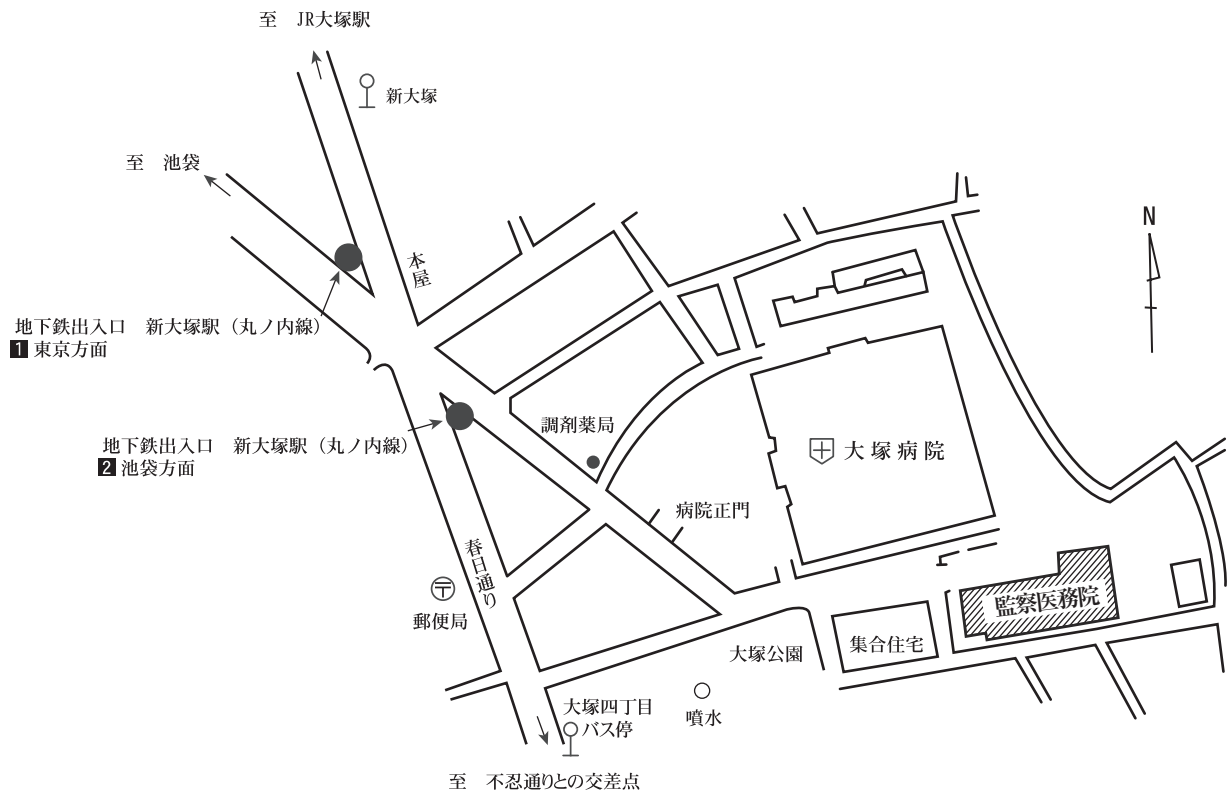 至　JR大塚駅
新大塚
至　池袋
N
本屋
地下鉄出入口　新大塚駅（丸ノ内線）
1 東京方面
調剤薬局
地下鉄出入口　新大塚駅（丸ノ内線）
2 池袋方面
大塚病院
病院正門
春日通り
〒
郵便局
監察医務院
集合住宅
大塚公園
大塚四丁目
バス停
噴水
至　不忍通りとの交差点